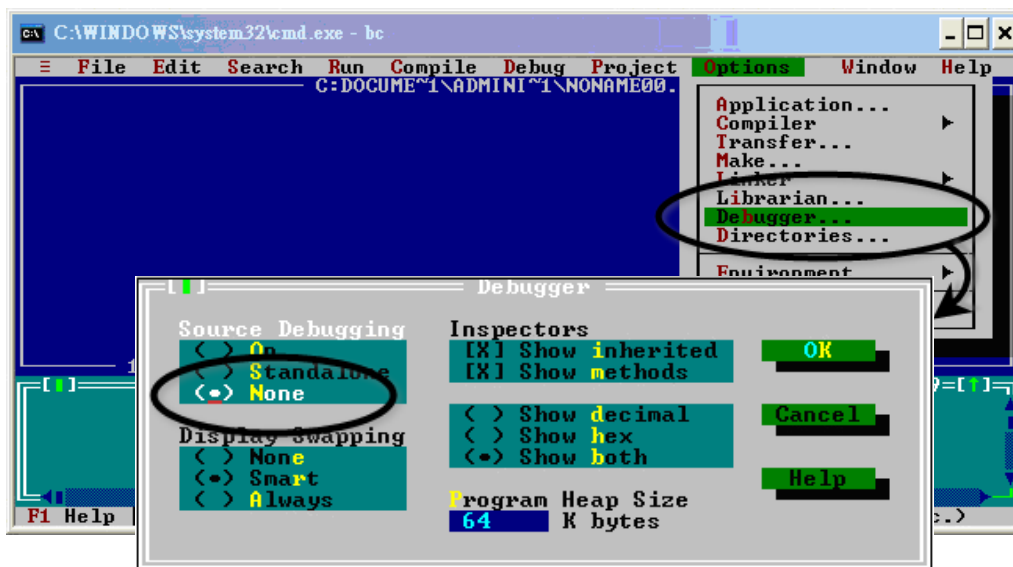 C:\WINDOWS\system32\cmd.exe - bc
≡ File Edit Search Run Compile Debug Project Options Window Help
C:DOCUME~1\ADMINI~1\NONAME00.
Application...
Compiler
Transfer...
Make...
Linker
Librarian...
Debugger...
Directories...
Environment
Debugger
Source Debugging
( ) On
( ) Standalone
(•) None
Display Swapping
( ) None
(•) Smart
( ) Always
Inspectors
[X] Show inherited
[X] Show methods
( ) Show decimal
( ) Show hex
(•) Show both
Program Heap Size
64 K bytes
OK
Cancel
Help
F1 Help